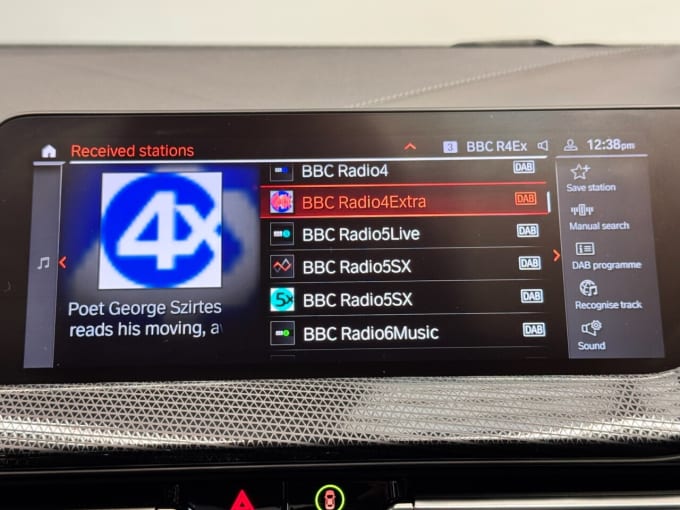 Received stations
3 BBC R4Ex 12:38pm
4x
Poet George Szirtes
reads his moving, a
BBC Radio4 DAB
BBC Radio4Extra DAB
BBC Radio5Live DAB
BBC Radio5SX DAB
5x BBC Radio5SX DAB
BBC Radio6Music DAB
Save station
Manual search
DAB programme
Recognise track
Sound